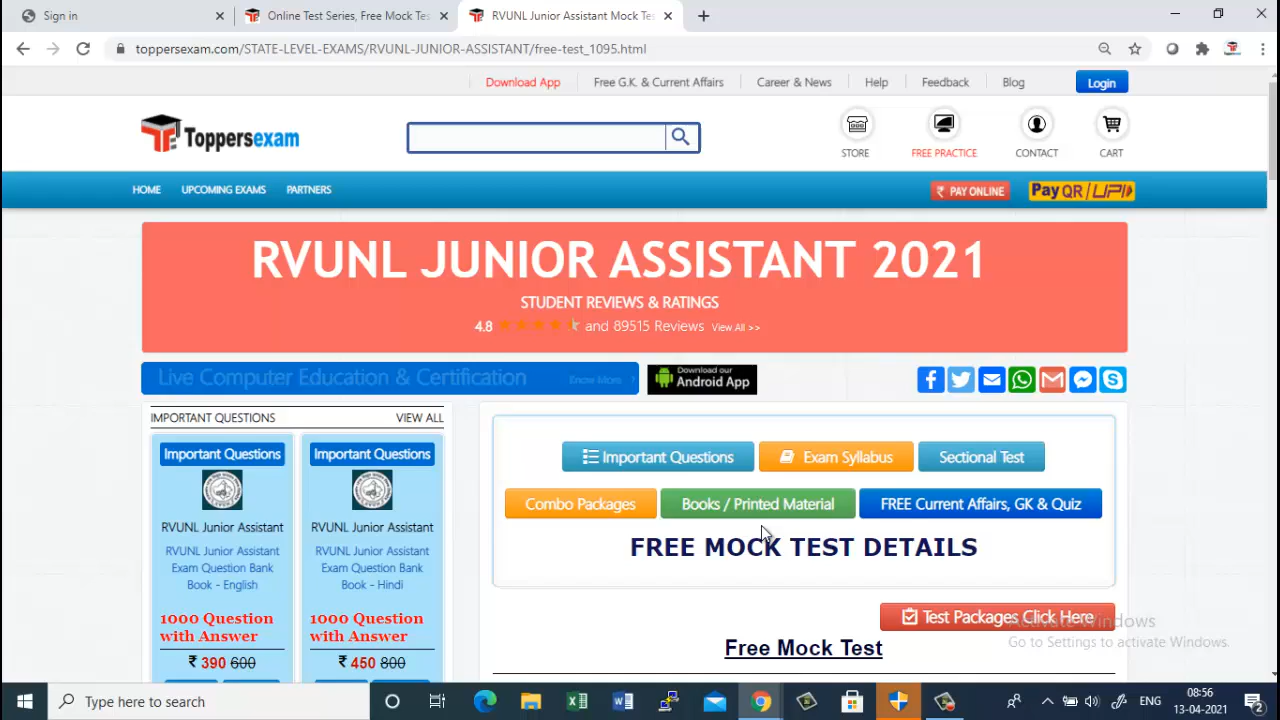 Sign in
Online Test Series, Free Mock Tes
RVUNL Junior Assistant Mock Tes
toppersexam.com/STATE-LEVEL-EXAMS/RVUNL-JUNIOR-ASSISTANT/free-test_1095.html
Download App
Free G.K. & Current Affairs
Career & News
Help
Feedback
Blog
Login
Toppersexam
STORE
FREE PRACTICE
CONTACT
CART
HOME
UPCOMING EXAMS
PARTNERS
₹ PAY ONLINE
Pay QR/UPI
RVUNL JUNIOR ASSISTANT 2021
STUDENT REVIEWS & RATINGS
4.8 and 89515 Reviews View All >>
Live Computer Education & Certification
Know More
Download our
Android App
IMPORTANT QUESTIONS
VIEW ALL
Important Questions
RVUNL Junior Assistant
RVUNL Junior Assistant
Exam Question Bank
Book - English
1000 Question
with Answer
₹ 390 600
Important Questions
RVUNL Junior Assistant
RVUNL Junior Assistant
Exam Question Bank
Book - Hindi
1000 Question
with Answer
₹ 450 800
Important Questions
Exam Syllabus
Sectional Test
Combo Packages
Books / Printed Material
FREE Current Affairs, GK & Quiz
FREE MOCK TEST DETAILS
Test Packages Click Here
Free Mock Test
Activate Windows
Go to Settings to activate Windows.
Type here to search
ENG
08:56
13-04-2021
2